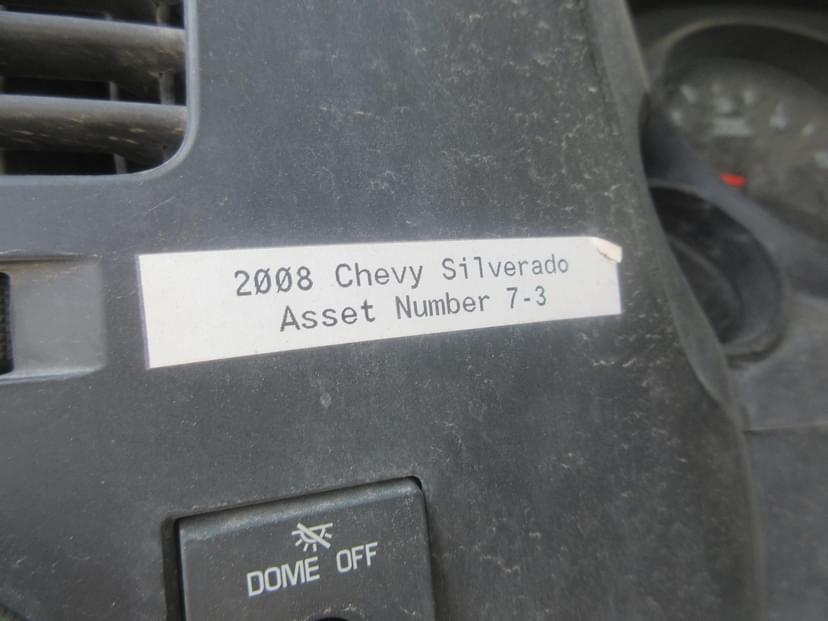 2008 Chevy Silverado
Asset Number 7-3
DOME OFF